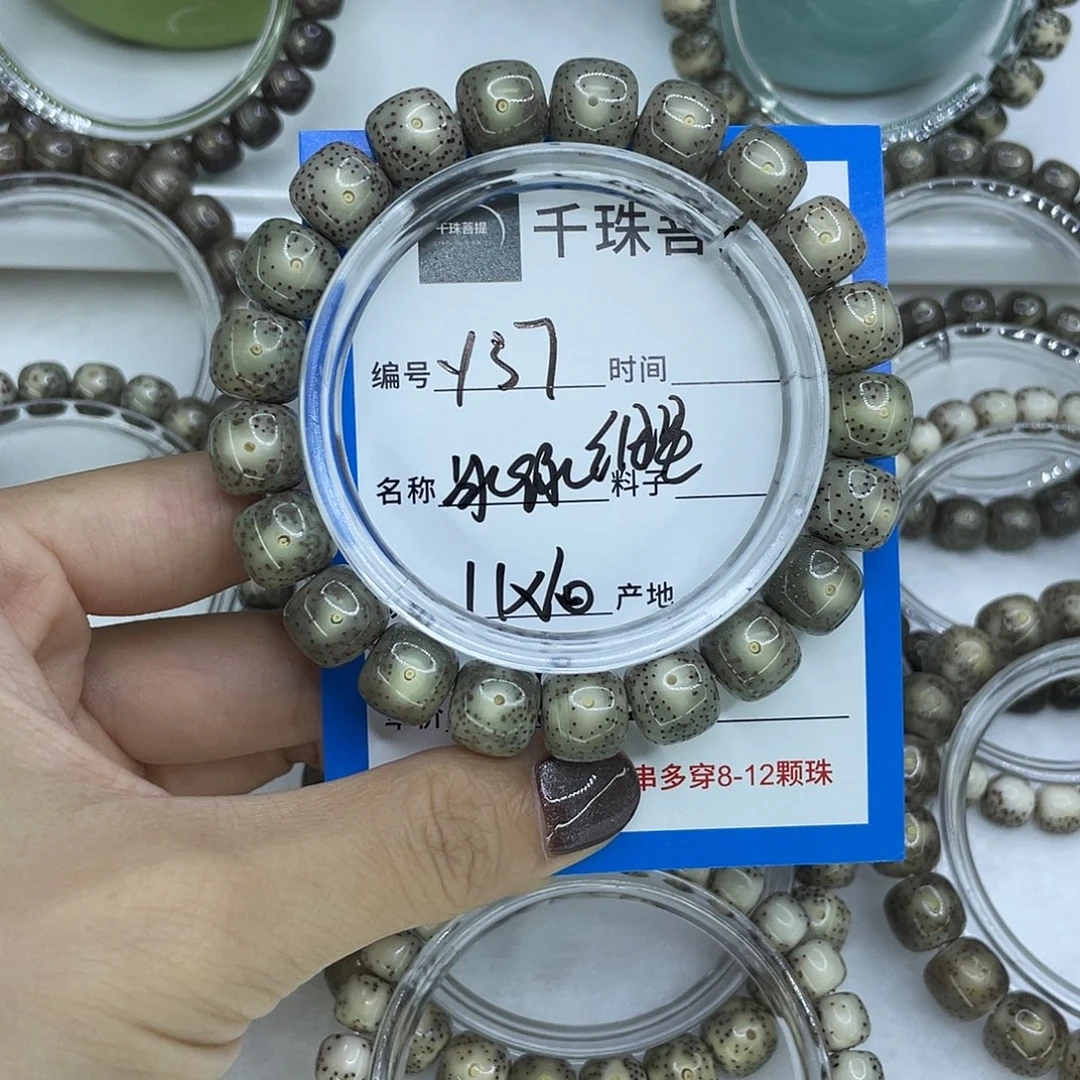 千珠菩提
千珠菩
编号 Y37 时间
名称 料子
11X10 产地
串多穿8-12颗珠